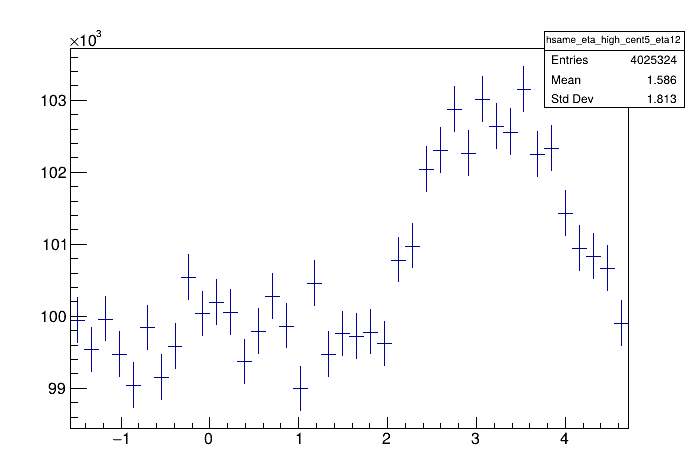 ×10³
hsame_eta_high_cent5_eta12
Entries 4025324
Mean 1.586
Std Dev 1.813
103
102
101
100
99
−1 0 1 2 3 4